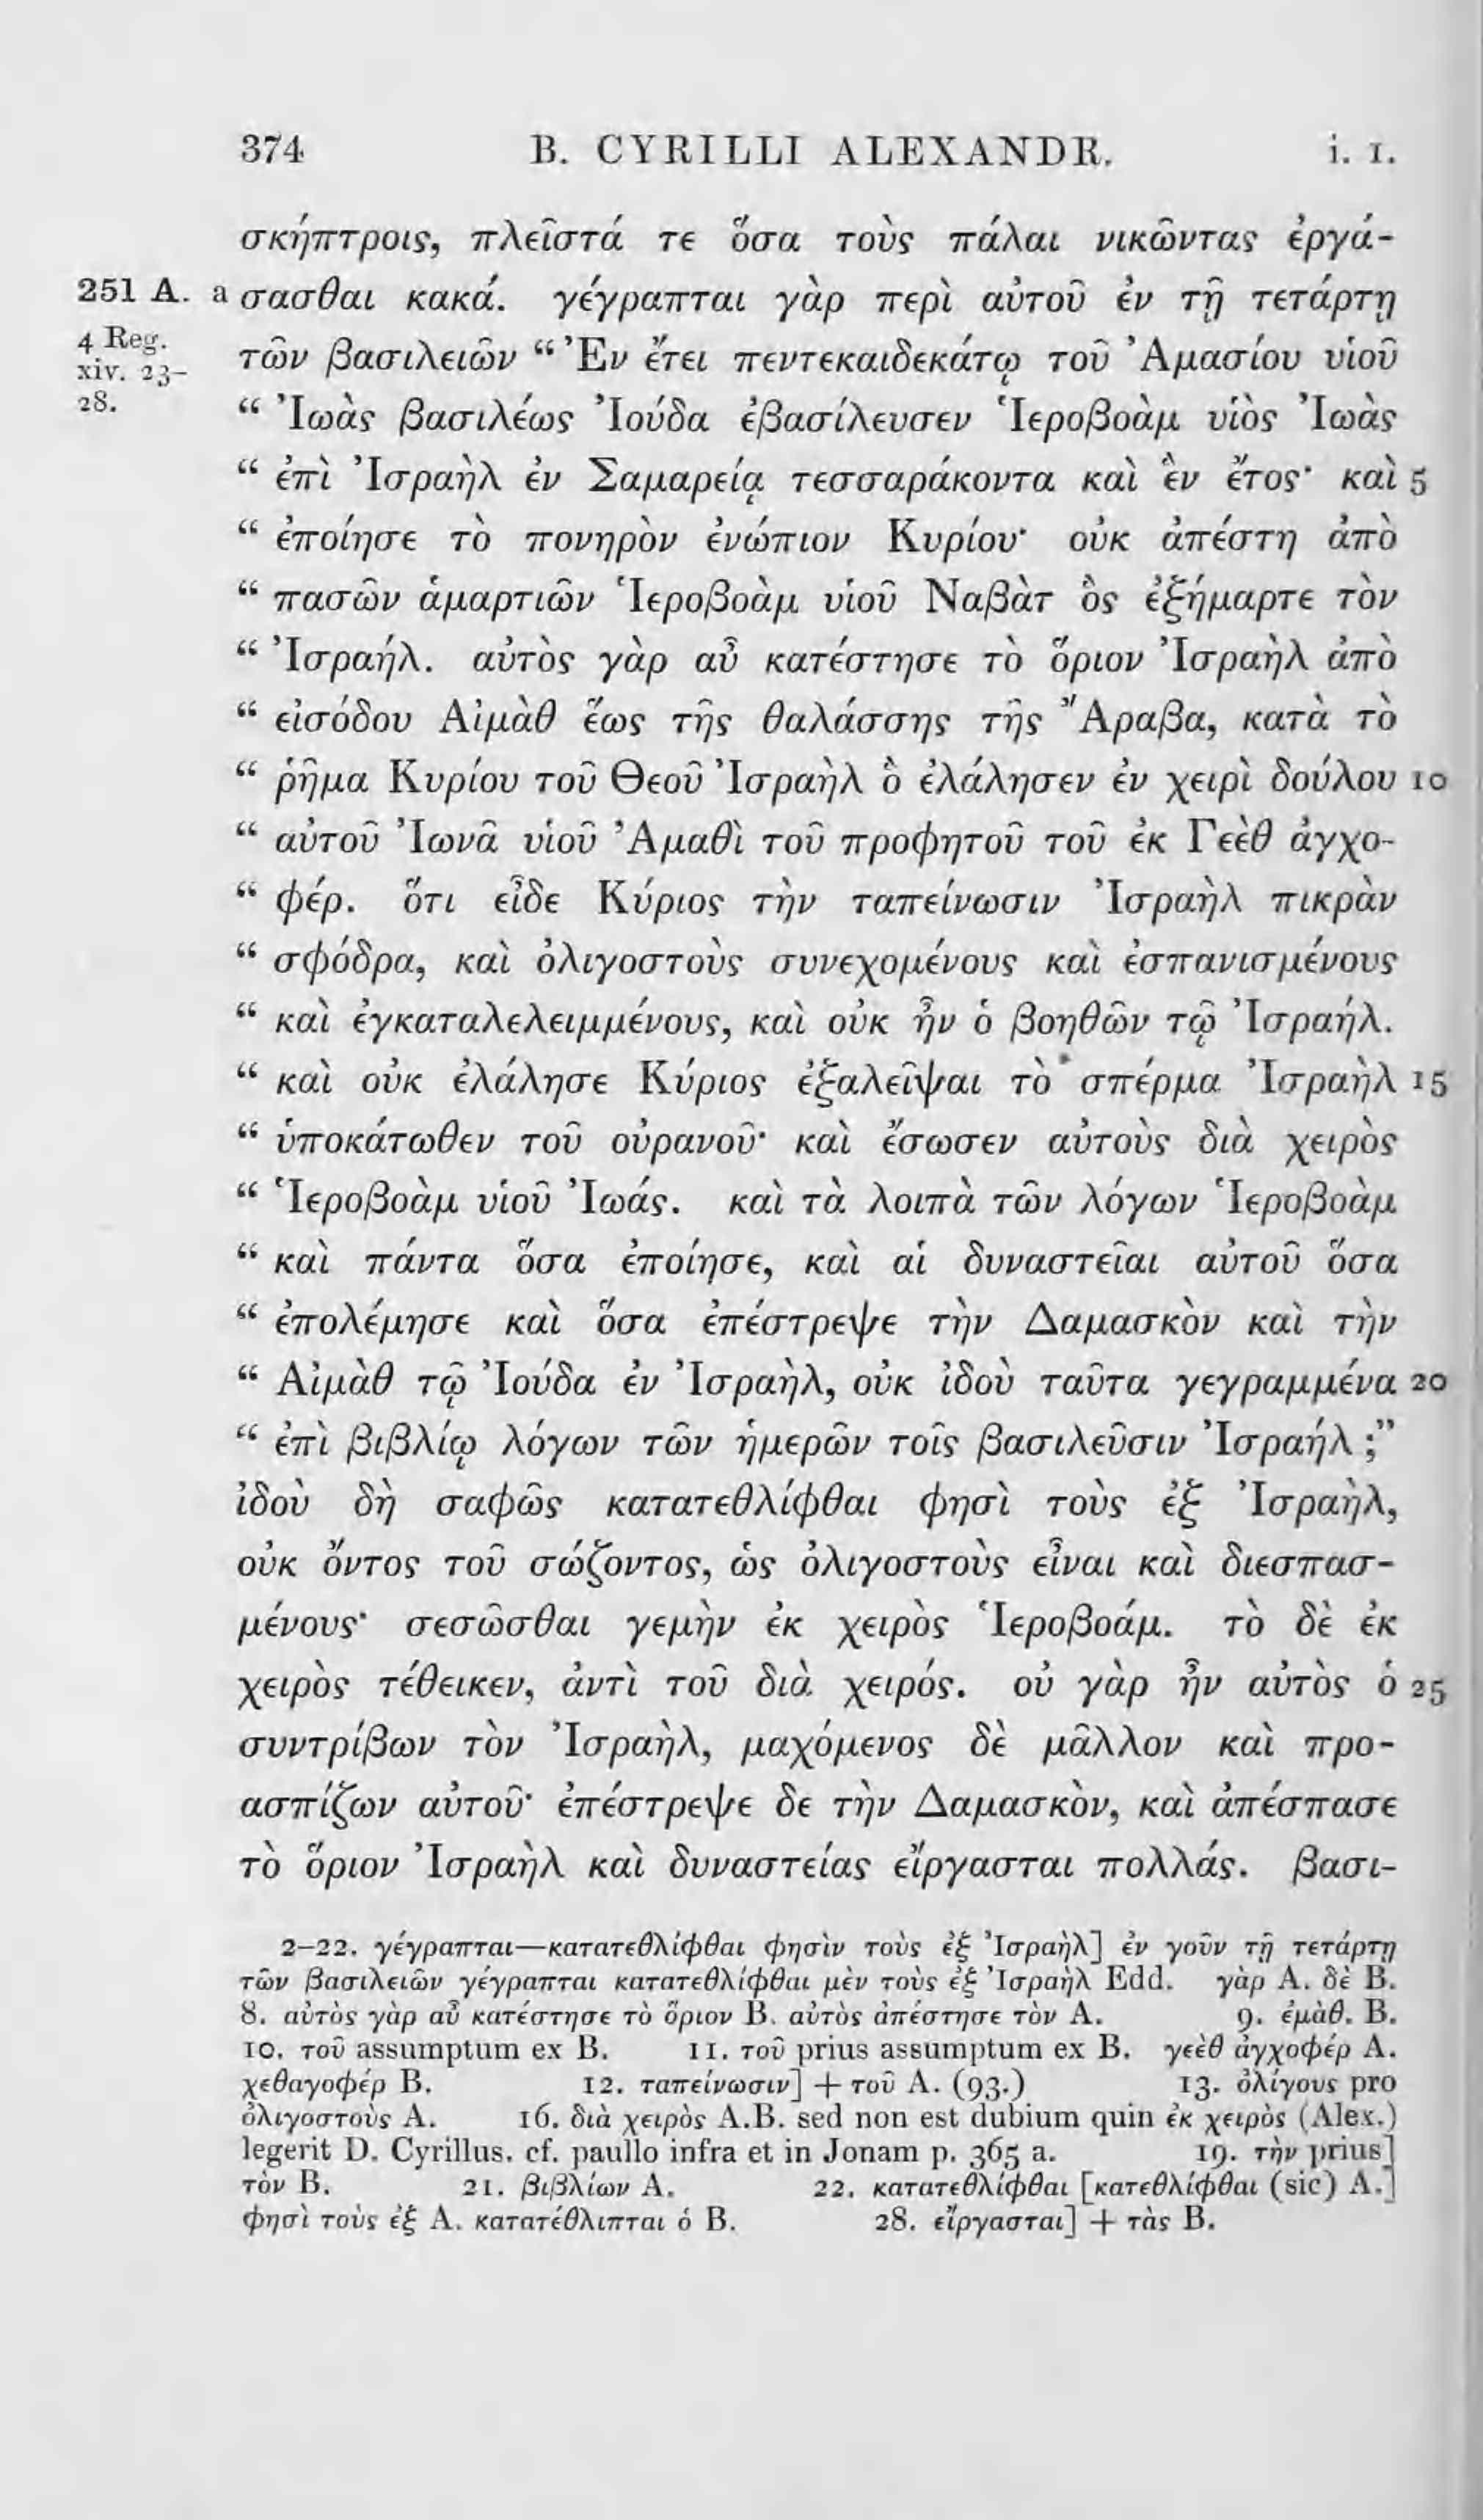 374 B. CYRILLI ALEXANDR. i. 1.
σκήπτροις, πλεῖστά τε ὅσα τοὺς πάλαι νικῶντας ἐργά-
251 A. a σασθαι κακά. γέγραπται γὰρ περὶ αὐτοῦ ἐν τῇ τετάρτῃ
4 Reg. xiv. 23-28. τῶν βασιλειῶν “ Ἐν ἔτει πεντεκαιδεκάτῳ τοῦ Ἀμασίου υἱοῦ
“ Ἰωὰς βασιλέως Ἰούδα ἐβασίλευσεν Ἱεροβοὰμ υἱὸς Ἰωὰς
“ ἐπὶ Ἰσραὴλ ἐν Σαμαρείᾳ τεσσαράκοντα καὶ ἓν ἔτος· καὶ 5
“ ἐποίησε τὸ πονηρὸν ἐνώπιον Κυρίου· οὐκ ἀπέστη ἀπὸ
“ πασῶν ἁμαρτιῶν Ἱεροβοὰμ υἱοῦ Ναβὰτ ὃς ἐξήμαρτε τὸν
“ Ἰσραήλ. αὐτὸς γὰρ αὖ κατέστησε τὸ ὅριον Ἰσραὴλ ἀπὸ
“ εἰσόδου Αἰμὰθ ἕως τῆς θαλάσσης τῆς Ἄραβα, κατὰ τὸ
“ ῥῆμα Κυρίου τοῦ Θεοῦ Ἰσραὴλ ὃ ἐλάλησεν ἐν χειρὶ δούλου 10
“ αὐτοῦ Ἰωνᾶ υἱοῦ Ἀμαθὶ τοῦ προφητοῦ τοῦ ἐκ Γεὲθ ἀγχο-
“ φέρ. ὅτι εἶδε Κύριος τὴν ταπείνωσιν Ἰσραὴλ πικρὰν
“ σφόδρα, καὶ ὀλιγοστοὺς συνεχομένους καὶ ἐσπανισμένους
“ καὶ ἐγκαταλελειμμένους, καὶ οὐκ ἦν ὁ βοηθῶν τῷ Ἰσραήλ.
“ καὶ οὐκ ἐλάλησε Κύριος ἐξαλεῖψαι τὸ σπέρμα Ἰσραὴλ 15
“ ὑποκάτωθεν τοῦ οὐρανοῦ· καὶ ἔσωσεν αὐτοὺς διὰ χειρὸς
“ Ἱεροβοὰμ υἱοῦ Ἰωάς. καὶ τὰ λοιπὰ τῶν λόγων Ἱεροβοὰμ
“ καὶ πάντα ὅσα ἐποίησε, καὶ αἱ δυναστεῖαι αὐτοῦ ὅσα
“ ἐπολέμησε καὶ ὅσα ἐπέστρεψε τὴν Δαμασκὸν καὶ τὴν
“ Αἰμὰθ τῷ Ἰούδα ἐν Ἰσραὴλ, οὐκ ἰδοὺ ταῦτα γεγραμμένα 20
“ ἐπὶ βιβλίῳ λόγων τῶν ἡμερῶν τοῖς βασιλεῦσιν Ἰσραήλ ;”
ἰδοὺ δὴ σαφῶς κατατεθλίφθαι φησὶ τοὺς ἐξ Ἰσραὴλ,
οὐκ ὄντος τοῦ σώζοντος, ὡς ὀλιγοστοὺς εἶναι καὶ διεσπασ-
μένους· σεσῶσθαι γεμὴν ἐκ χειρὸς Ἱεροβοάμ. τὸ δὲ ἐκ
χειρὸς τέθεικεν, ἀντὶ τοῦ διὰ χειρός. οὐ γὰρ ἦν αὐτὸς ὁ 25
συντρίβων τὸν Ἰσραὴλ, μαχόμενος δὲ μᾶλλον καὶ προ-
ασπίζων αὐτοῦ· ἐπέστρεψε δε τὴν Δαμασκὸν, καὶ ἀπέσπασε
τὸ ὅριον Ἰσραὴλ καὶ δυναστείας εἴργασται πολλάς. βασι-
2-22. γέγραπται—κατατεθλίφθαι φησὶν τοὺς ἐξ Ἰσραὴλ] ἐν γοῦν τῇ τετάρτῃ
τῶν βασιλειῶν γέγραπται κατατεθλίφθαι μὲν τοὺς ἐξ Ἰσραὴλ Edd. γὰρ A. δὲ B.
8. αὐτὸς γὰρ αὖ κατέστησε τὸ ὅριον B. αὐτὸς ἀπέστησε τὸν A. 9. ἐμὰθ. B.
10. τοῦ assumptum ex B. 11. τοῦ prius assumptum ex B. γεὲθ ἀγχοφέρ A.
χεθαγοφέρ B. 12. ταπείνωσιν] + τοῦ A. (93.) 13. ὀλίγους pro
ὀλιγοστοὺς A. 16. διὰ χειρὸς A.B. sed non est dubium quin ἐκ χειρὸς (Alex.)
legerit D. Cyrillus. cf. paullo infra et in Jonam p. 365 a. 19. τὴν prius]
τὸν B. 21. βιβλίων A. 22. κατατεθλίφθαι [κατεθλίφθαι (sic) A.]
φησὶ τοὺς ἐξ A. κατατέθλιπται ὁ B. 28. εἴργασται] + τὰς B.